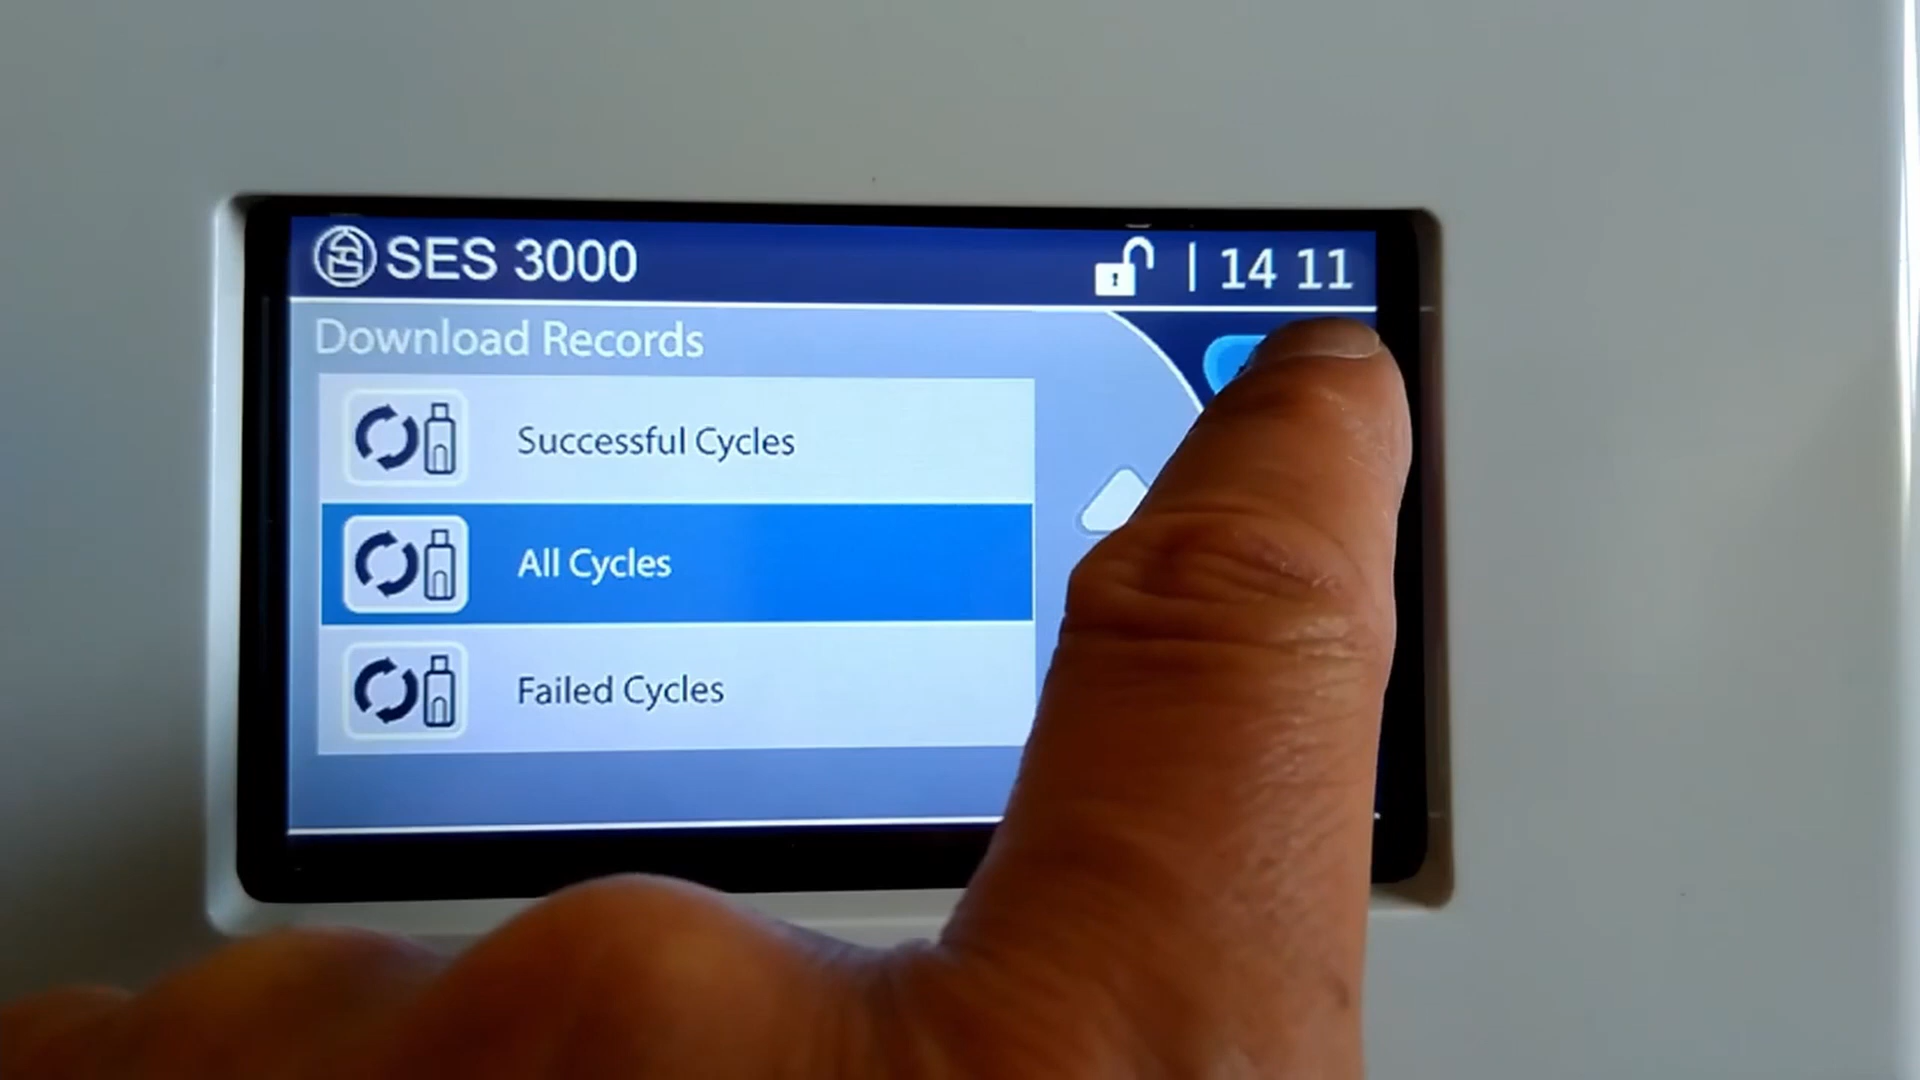 SES 3000 | 14 11
Download Records
Successful Cycles
All Cycles
Failed Cycles